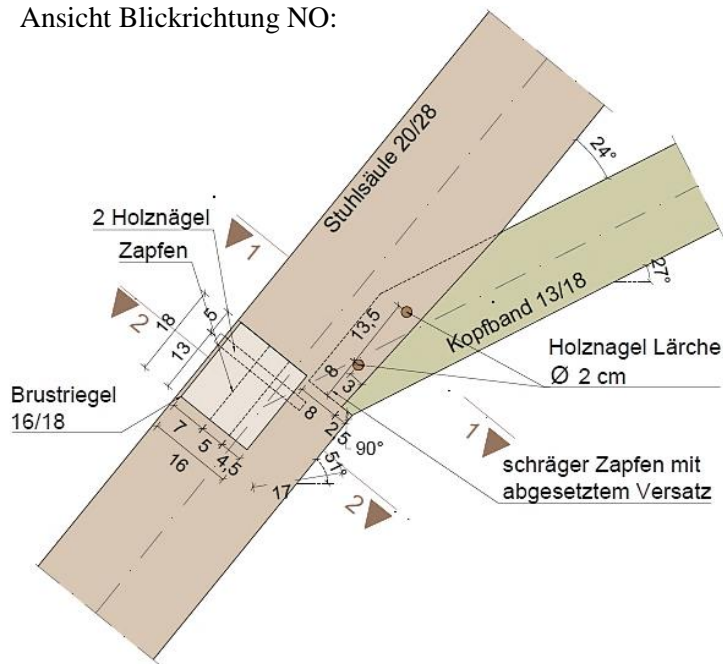 Ansicht Blickrichtung NO:
Stuhlsäule 20/28
24°
2 Holznägel
Zapfen
1
2
18
5
13
27°
Kopfband 13/18
13,5
8
3
Holznagel Lärche
Ø 2 cm
Brustriegel
16/18
8
2,5
90°
7
5
4,5
16
17
51°
1
2
schräger Zapfen mit
abgesetztem Versatz